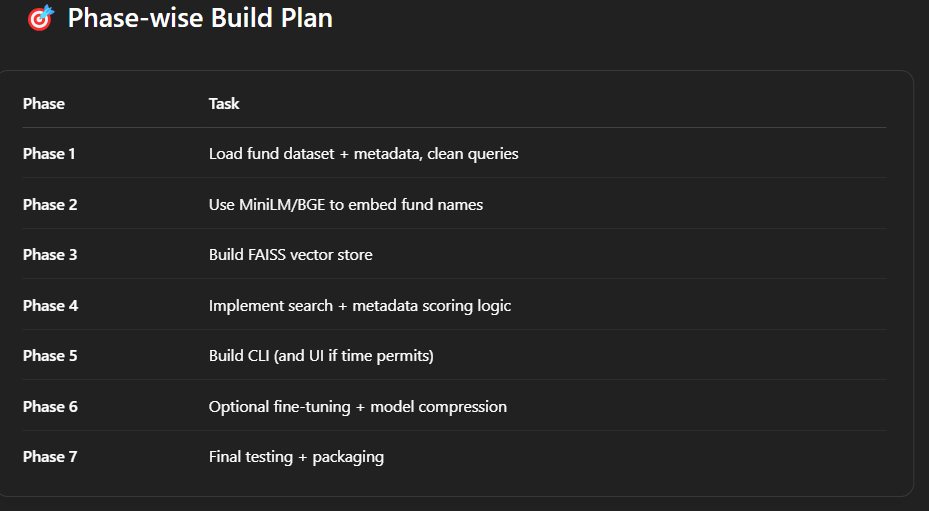 🎯 Phase-wise Build Plan
Phase Task
Phase 1 Load fund dataset + metadata, clean queries
Phase 2 Use MiniLM/BGE to embed fund names
Phase 3 Build FAISS vector store
Phase 4 Implement search + metadata scoring logic
Phase 5 Build CLI (and UI if time permits)
Phase 6 Optional fine-tuning + model compression
Phase 7 Final testing + packaging